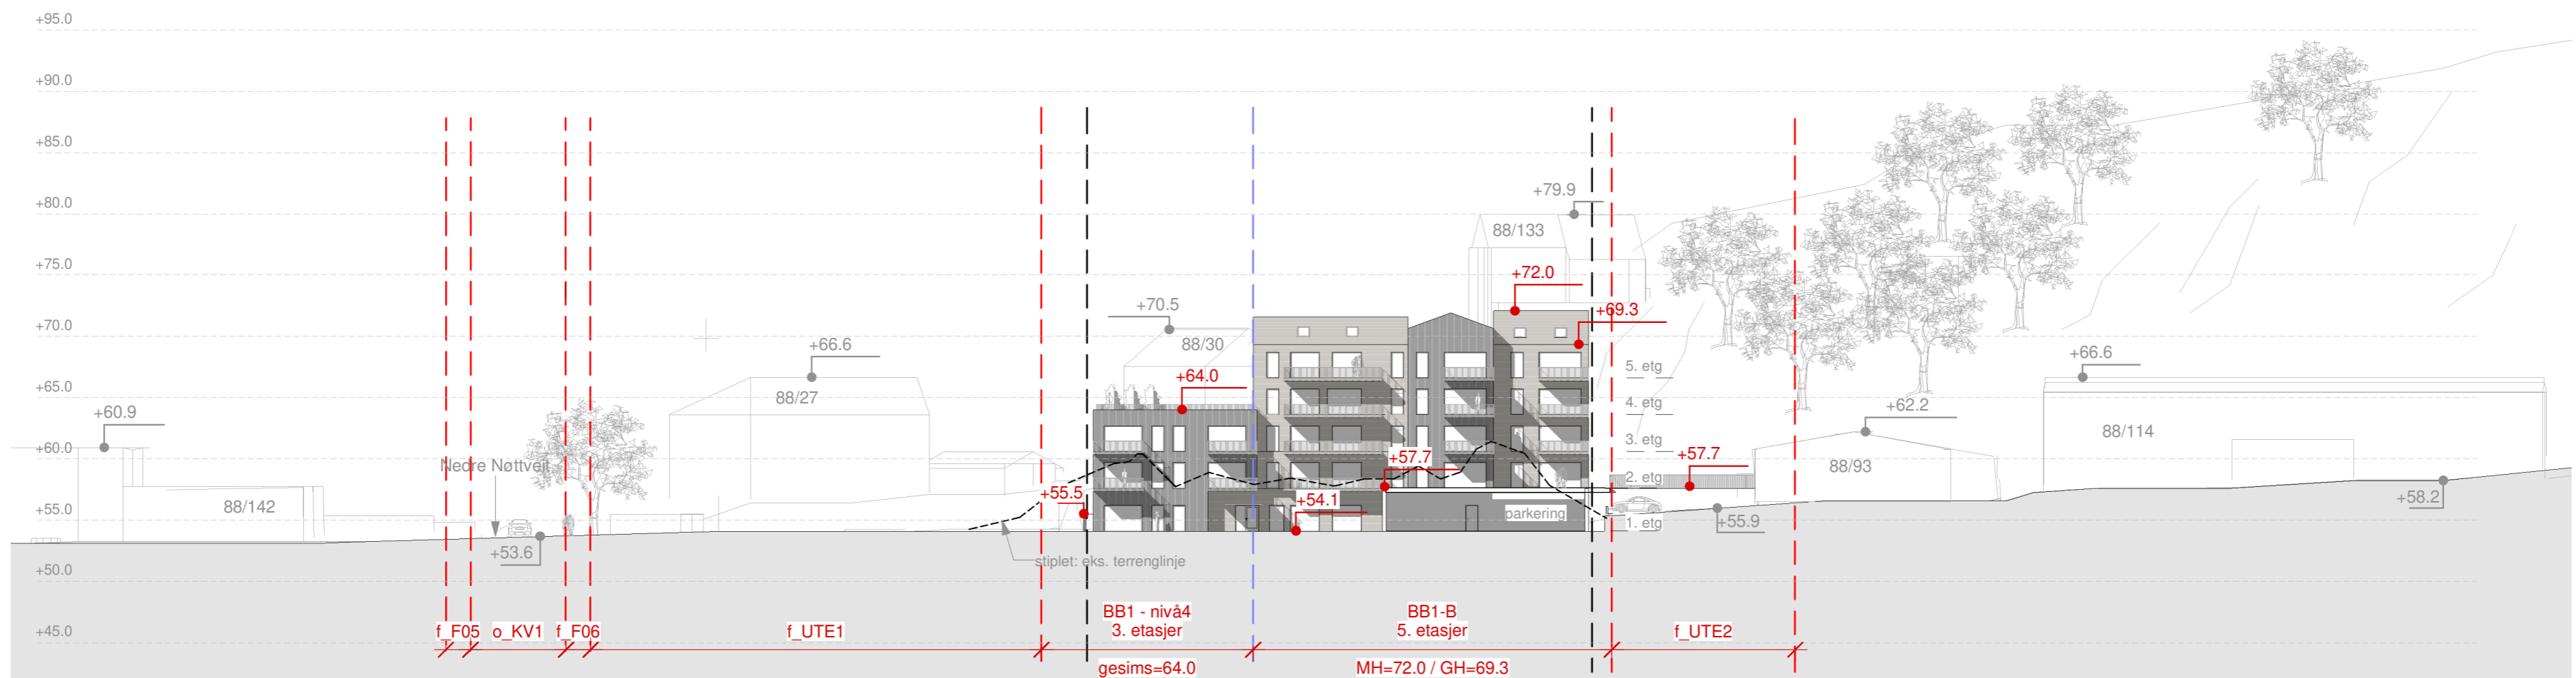 +95.0
+90.0
+85.0
+80.0
+75.0
+70.0
+65.0
+60.0
+55.0
+50.0
+45.0
+60.9
88/142
Nedre Nøttveit
+53.6
+66.6
88/27
+70.5
88/30
+64.0
+55.5
+54.1
+57.7
stiplet: eks. terrenglinje
+79.9
88/133
+72.0
+69.3
5. etg
4. etg
3. etg
2. etg
1. etg
parkering
+57.7
+55.9
+62.2
88/93
+66.6
88/114
+58.2
f_F05
o_KV1
f_F06
f_UTE1
BB1 - nivå4
3. etasjer
gesims=64.0
BB1-B
5. etasjer
MH=72.0 / GH=69.3
f_UTE2